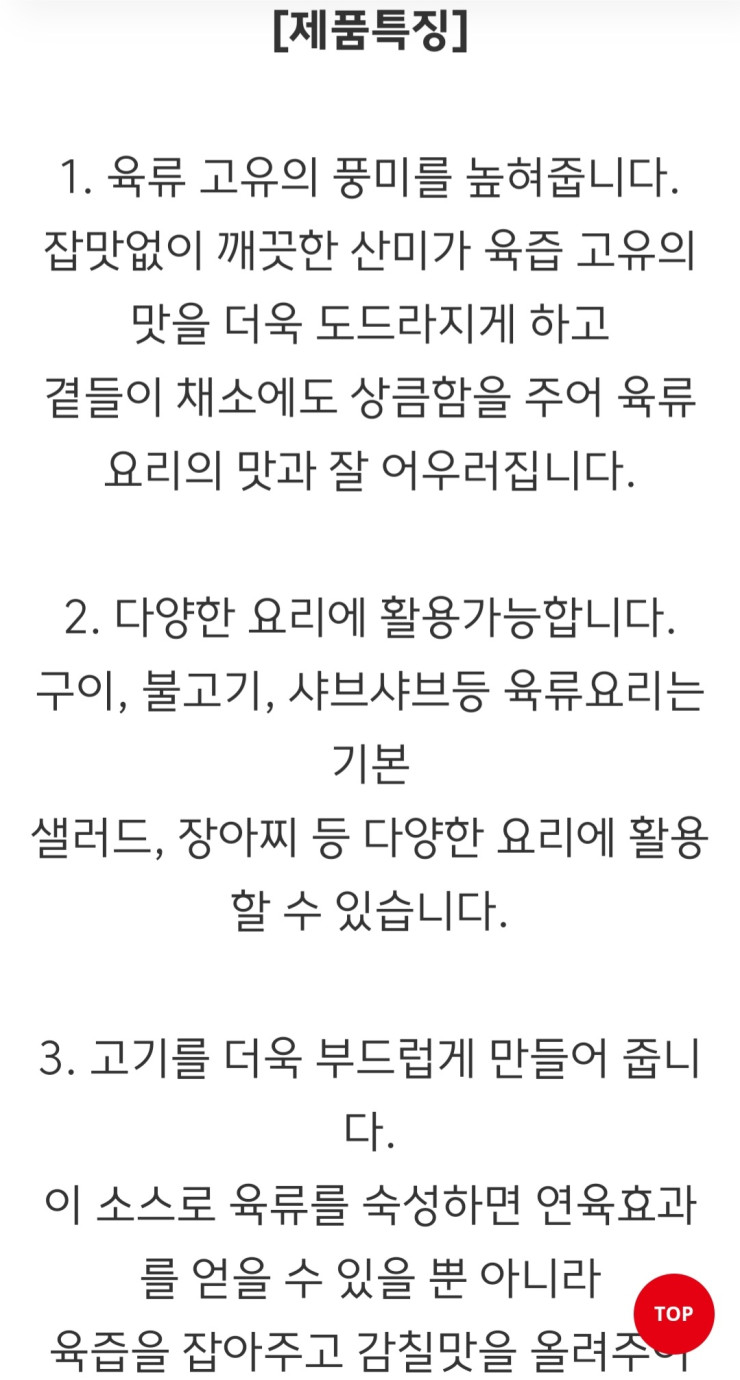 [제품특징]
1. 육류 고유의 풍미를 높혀줍니다.
잡맛없이 깨끗한 산미가 육즙 고유의
맛을 더욱 도드라지게 하고
곁들이 채소에도 상큼함을 주어 육류
요리의 맛과 잘 어우러집니다.
2. 다양한 요리에 활용가능합니다.
구이, 불고기, 샤브샤브등 육류요리는
기본
샐러드, 장아찌 등 다양한 요리에 활용
할 수 있습니다.
3. 고기를 더욱 부드럽게 만들어 줍니
다.
이 소스로 육류를 숙성하면 연육효과
를 얻을 수 있을 뿐 아니라
TOP
육즙을 잡아주고 감칠맛을 올려주어